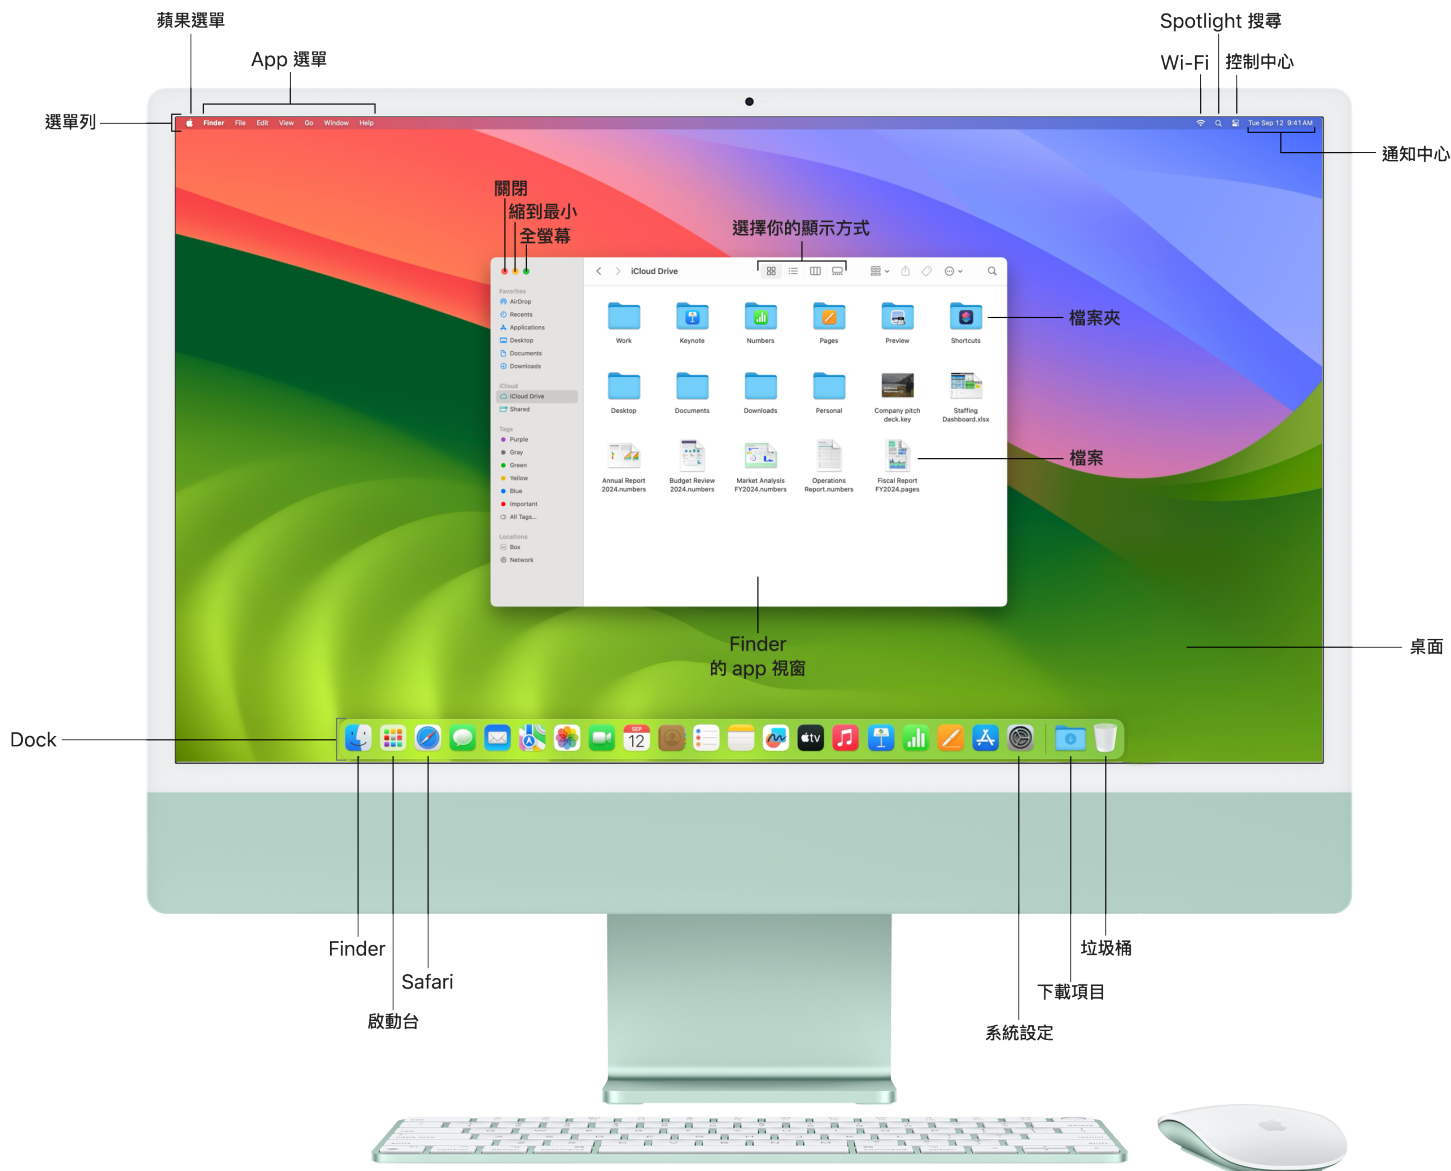 蘋果選單
Spotlight 搜尋
App 選單
Wi-Fi
控制中心
選單列
Finder File Edit View Go Window Help
Tue Sep 12 9:41 AM
通知中心
關閉
縮到最小
全螢幕
選擇你的顯示方式
iCloud Drive
Favorites
AirDrop
Recents
Applications
Desktop
Documents
Downloads
iCloud
iCloud Drive
Shared
Tags
Purple
Gray
Green
Yellow
Blue
Important
All Tags...
Locations
Box
Network
Work
Keynote
Numbers
Pages
Preview
Shortcuts
檔案夾
Desktop
Documents
Downloads
Personal
Company pitch
deck.key
Staffing
Dashboard.xlsx
檔案
Annual Report
2024.numbers
Budget Review
2024.numbers
Market Analysis
FY2024.numbers
Operations
Report.numbers
Fiscal Report
FY2024.pages
Finder
的 app 視窗
桌面
Dock
SEP
12
tv
Finder
Safari
啟動台
垃圾桶
下載項目
系統設定